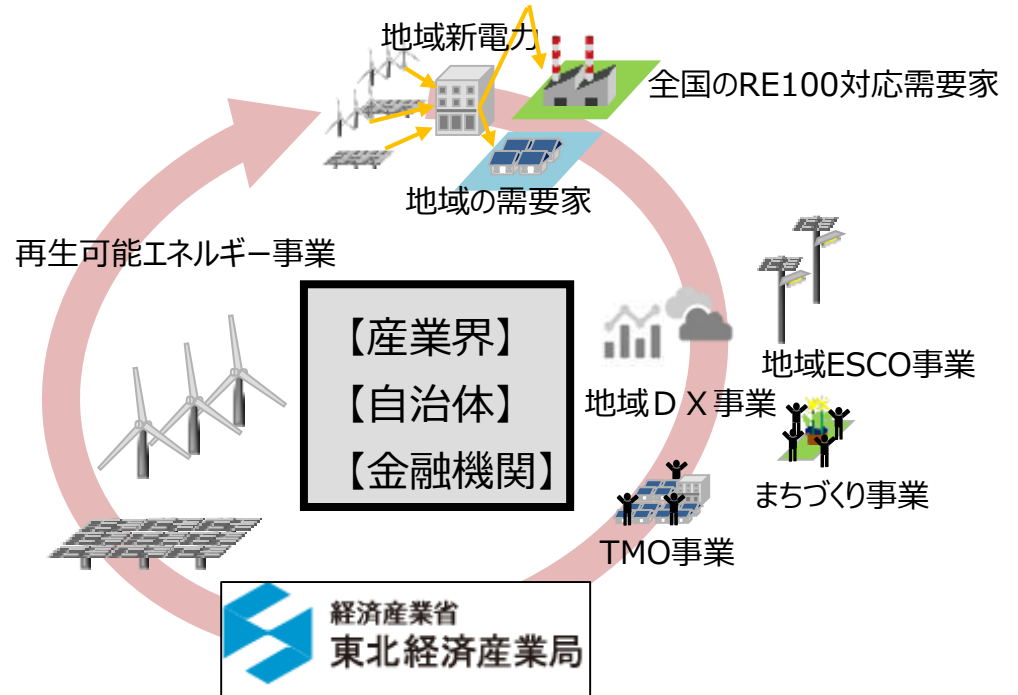 地域新電力
全国のRE100対応需要家
地域の需要家
再生可能エネルギー事業
【産業界】
【自治体】
【金融機関】
地域ＤＸ事業
地域ESCO事業
まちづくり事業
TMO事業
経済産業省
東北経済産業局